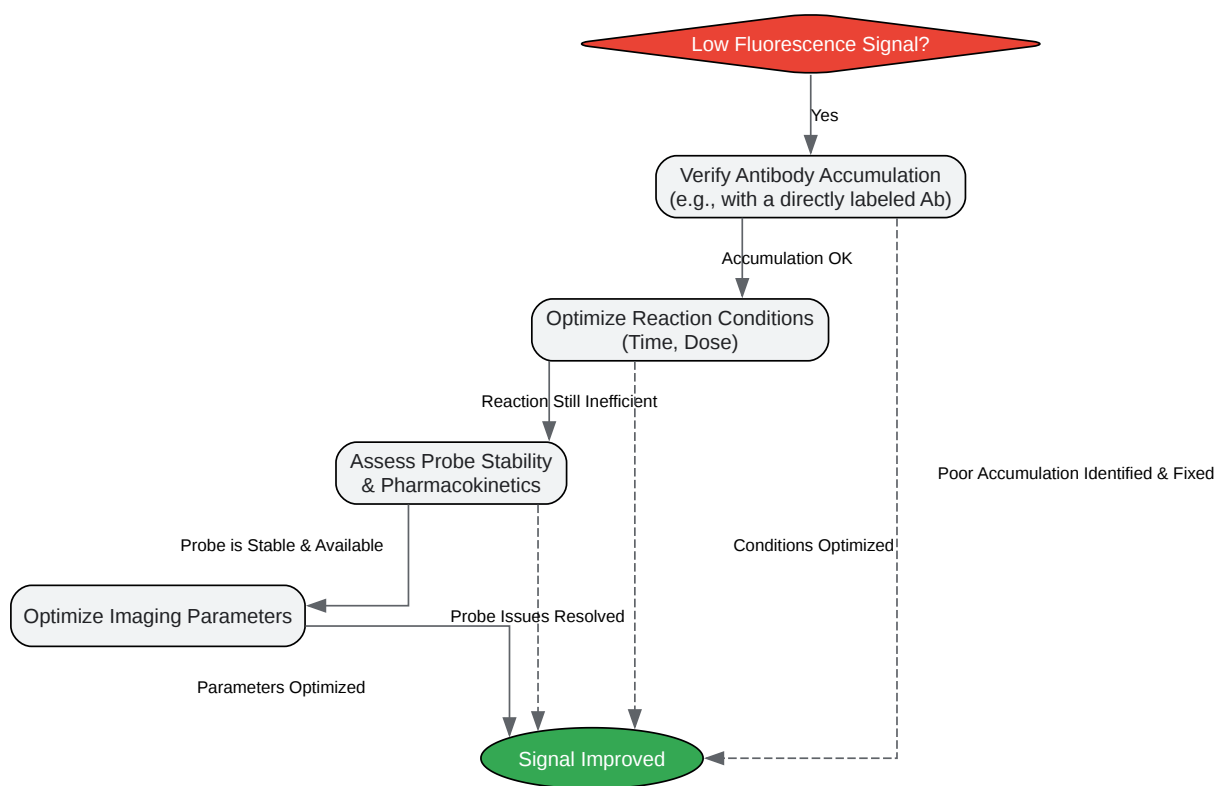 Low Fluorescence Signal?
Yes
Verify Antibody Accumulation
(e.g., with a directly labeled Ab)
Accumulation OK
Optimize Reaction Conditions
(Time, Dose)
Reaction Still Inefficient
Assess Probe Stability
& Pharmacokinetics
Poor Accumulation Identified & Fixed
Probe is Stable & Available
Conditions Optimized
Optimize Imaging Parameters
Probe Issues Resolved
Parameters Optimized
Signal Improved